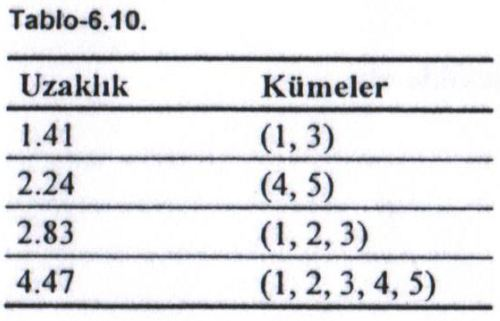 Tablo-6.10.
Uzaklık Kümeler
1.41 (1, 3)
2.24 (4, 5)
2.83 (1, 2, 3)
4.47 (1, 2, 3, 4, 5)